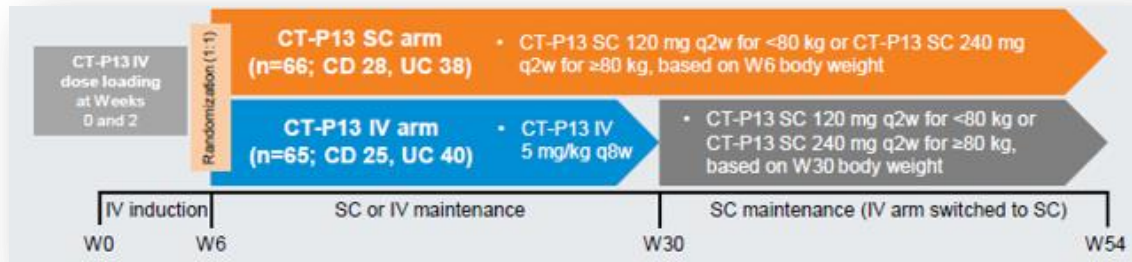 CT-P13 IV
dose loading
at Weeks
0 and 2
Randomization (1:1)
CT-P13 SC arm
(n=66; CD 28, UC 38)
• CT-P13 SC 120 mg q2w for <80 kg or CT-P13 SC 240 mg
q2w for ≥80 kg, based on W6 body weight
CT-P13 IV arm
(n=65; CD 25, UC 40)
• CT-P13 IV
5 mg/kg q8w
• CT-P13 SC 120 mg q2w for <80 kg or
CT-P13 SC 240 mg q2w for ≥80 kg,
based on W30 body weight
IV induction
SC or IV maintenance
SC maintenance (IV arm switched to SC)
W0
W6
W30
W54